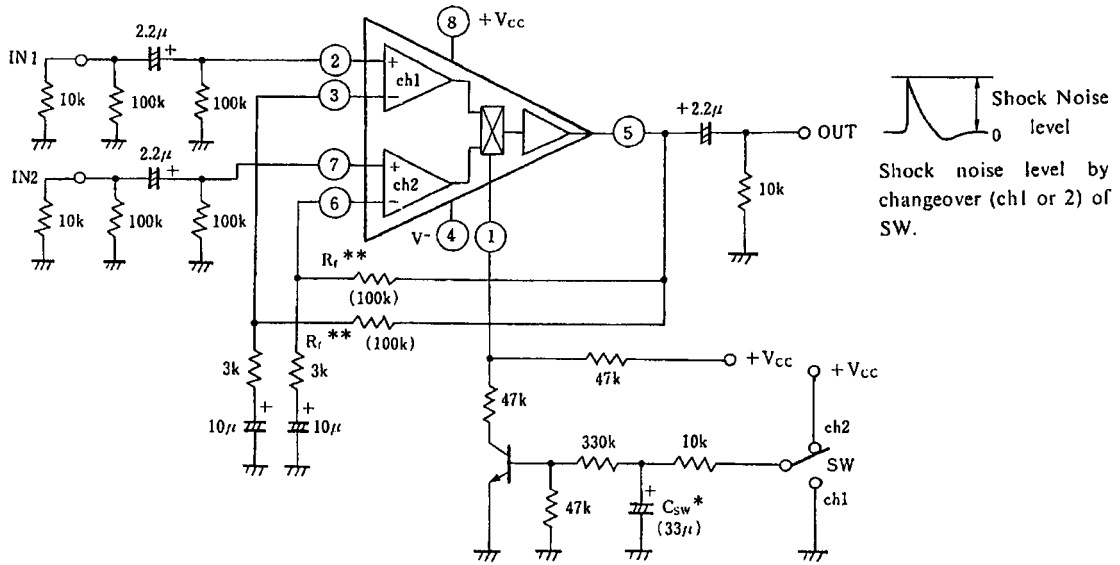 8
+VCC
2.2μ
+
IN1
2
+
ch1
3
−
10k
100k
100k
2.2μ
+
IN2
7
+
ch2
6
−
10k
100k
100k
V-
4
1
5
+2.2μ
OUT
10k
Shock Noise
level
0
Shock noise level by
changeover (ch1 or 2) of
SW.
Rf **
(100k)
Rf **
(100k)
3k
3k
+
10μ
+
10μ
47k
+VCC
47k
+VCC
ch2
330k
10k
SW
ch1
47k
+
CSW*
(33μ)